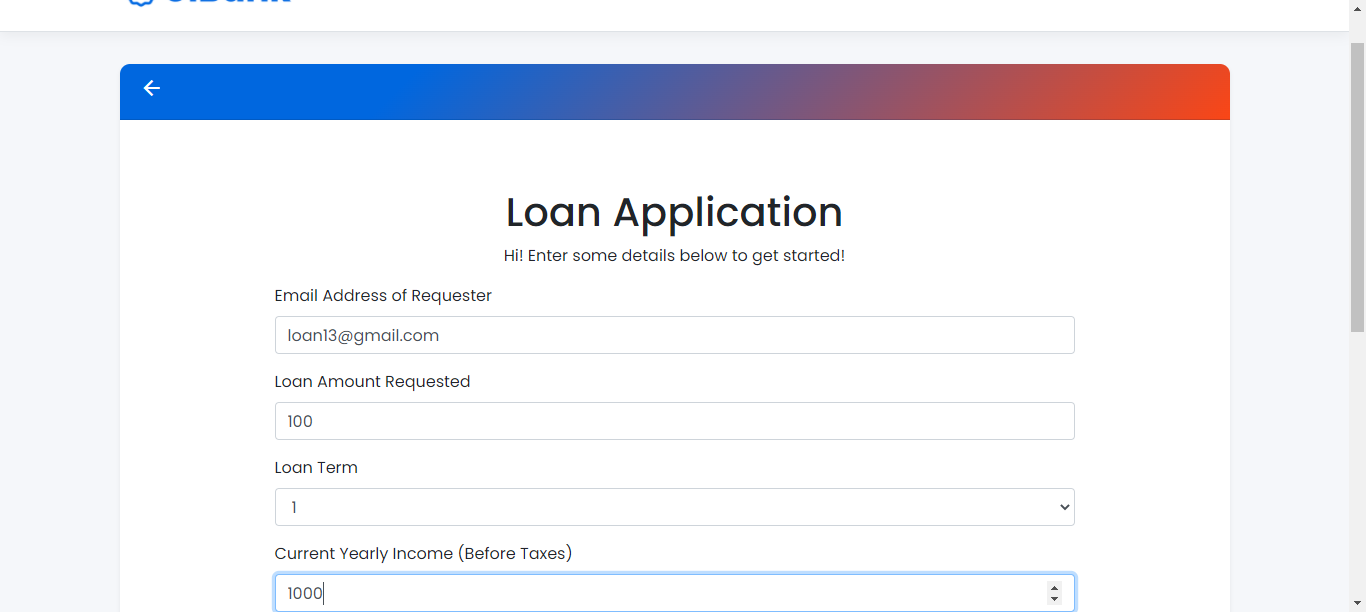 Loan Application
Hi! Enter some details below to get started!
Email Address of Requester
loan13@gmail.com
Loan Amount Requested
100
Loan Term
1
Current Yearly Income (Before Taxes)
1000